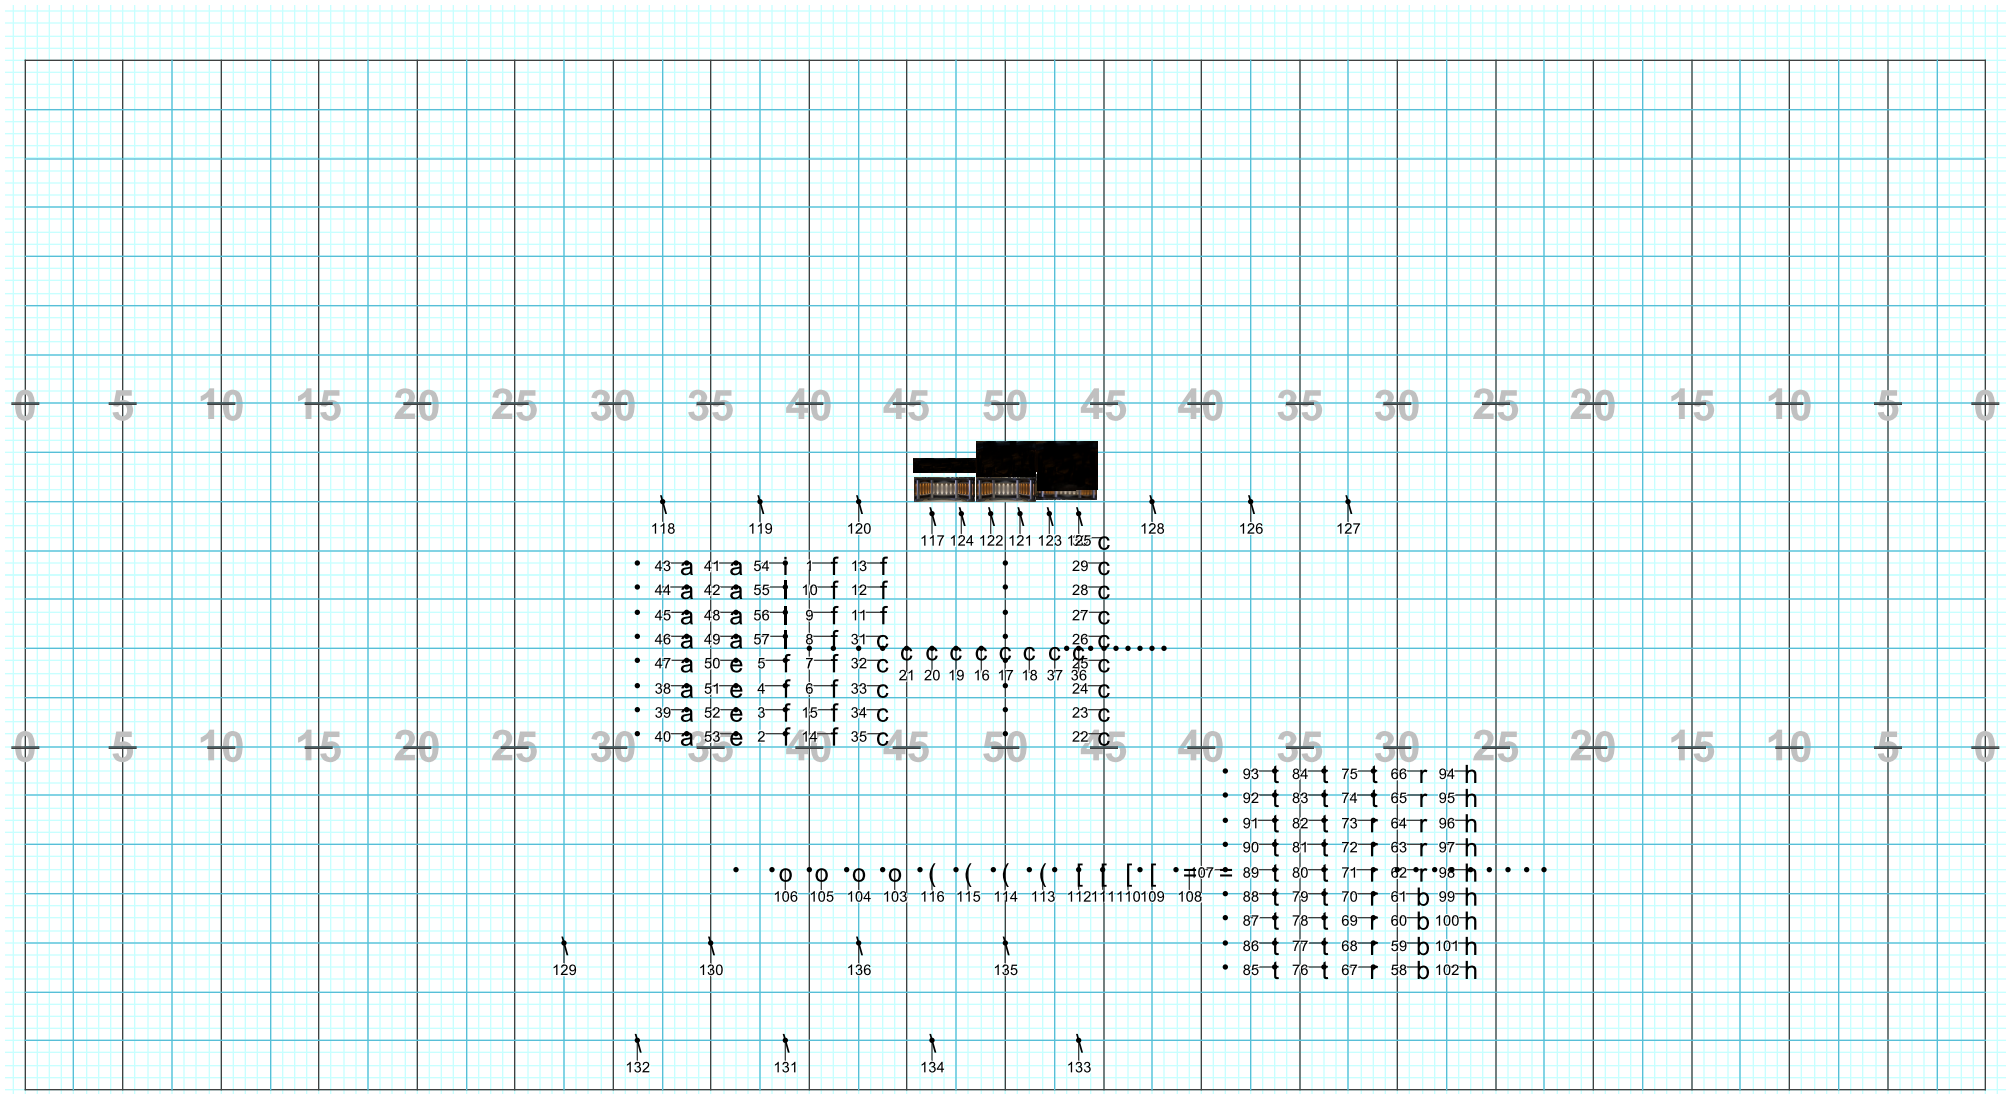 0 5 10 15 20 25 30 35 40 45 50 45 40 35 30 25 20 15 10 5 0
118 119 120 117 124 122 121 123 125 128 126 127
c
43 a 41 a 54 i 1 f 13 f 29 c
44 a 42 a 55 l 10 f 12 f 28 c
45 a 48 a 56 l 9 f 11 f 27 c
46 a 49 a 57 l 8 f 31 c 26 c
c c c c c c c c
47 a 50 e 5 f 7 f 32 c 25 c
21 20 19 16 17 18 37 36
38 a 51 e 4 f 6 f 33 c 24 c
39 a 52 e 3 f 15 f 34 c 23 c
40 a 53 e 2 f 14 f 35 c 22 c
0 5 10 15 20 25 30 35 40 45 50 45 40 35 30 25 20 15 10 5 0
93 t 84 t 75 t 66 r 94 h
92 t 83 t 74 t 65 r 95 h
91 t 82 t 73 r 64 r 96 h
90 t 81 t 72 r 63 r 97 h
o o o o ( ( ( ( [ [ [ [ = 107 = 89 t 80 t 71 r 62 r 98 h
106 105 104 103 116 115 114 113 112 111 110 109 108 88 t 79 t 70 r 61 b 99 h
87 t 78 t 69 r 60 b 100 h
86 t 77 t 68 r 59 b 101 h
129 130 136 135 85 t 76 t 67 r 58 b 102 h
132 131 134 133